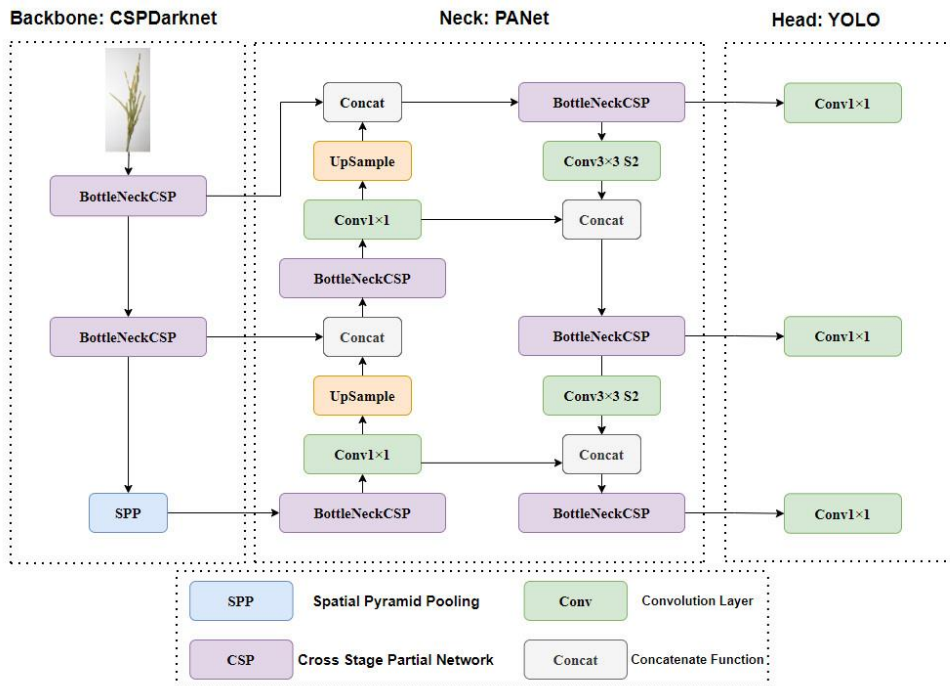 Backbone: CSPDarknet
Neck: PANet
Head: YOLO
BottleNeckCSP
BottleNeckCSP
SPP
Concat
UpSample
Conv1×1
BottleNeckCSP
Concat
UpSample
Conv1×1
BottleNeckCSP
BottleNeckCSP
Conv3×3 S2
Concat
BottleNeckCSP
Conv3×3 S2
Concat
BottleNeckCSP
Conv1×1
Conv1×1
Conv1×1
SPP
Spatial Pyramid Pooling
Conv
Convolution Layer
CSP
Cross Stage Partial Network
Concat
Concatenate Function